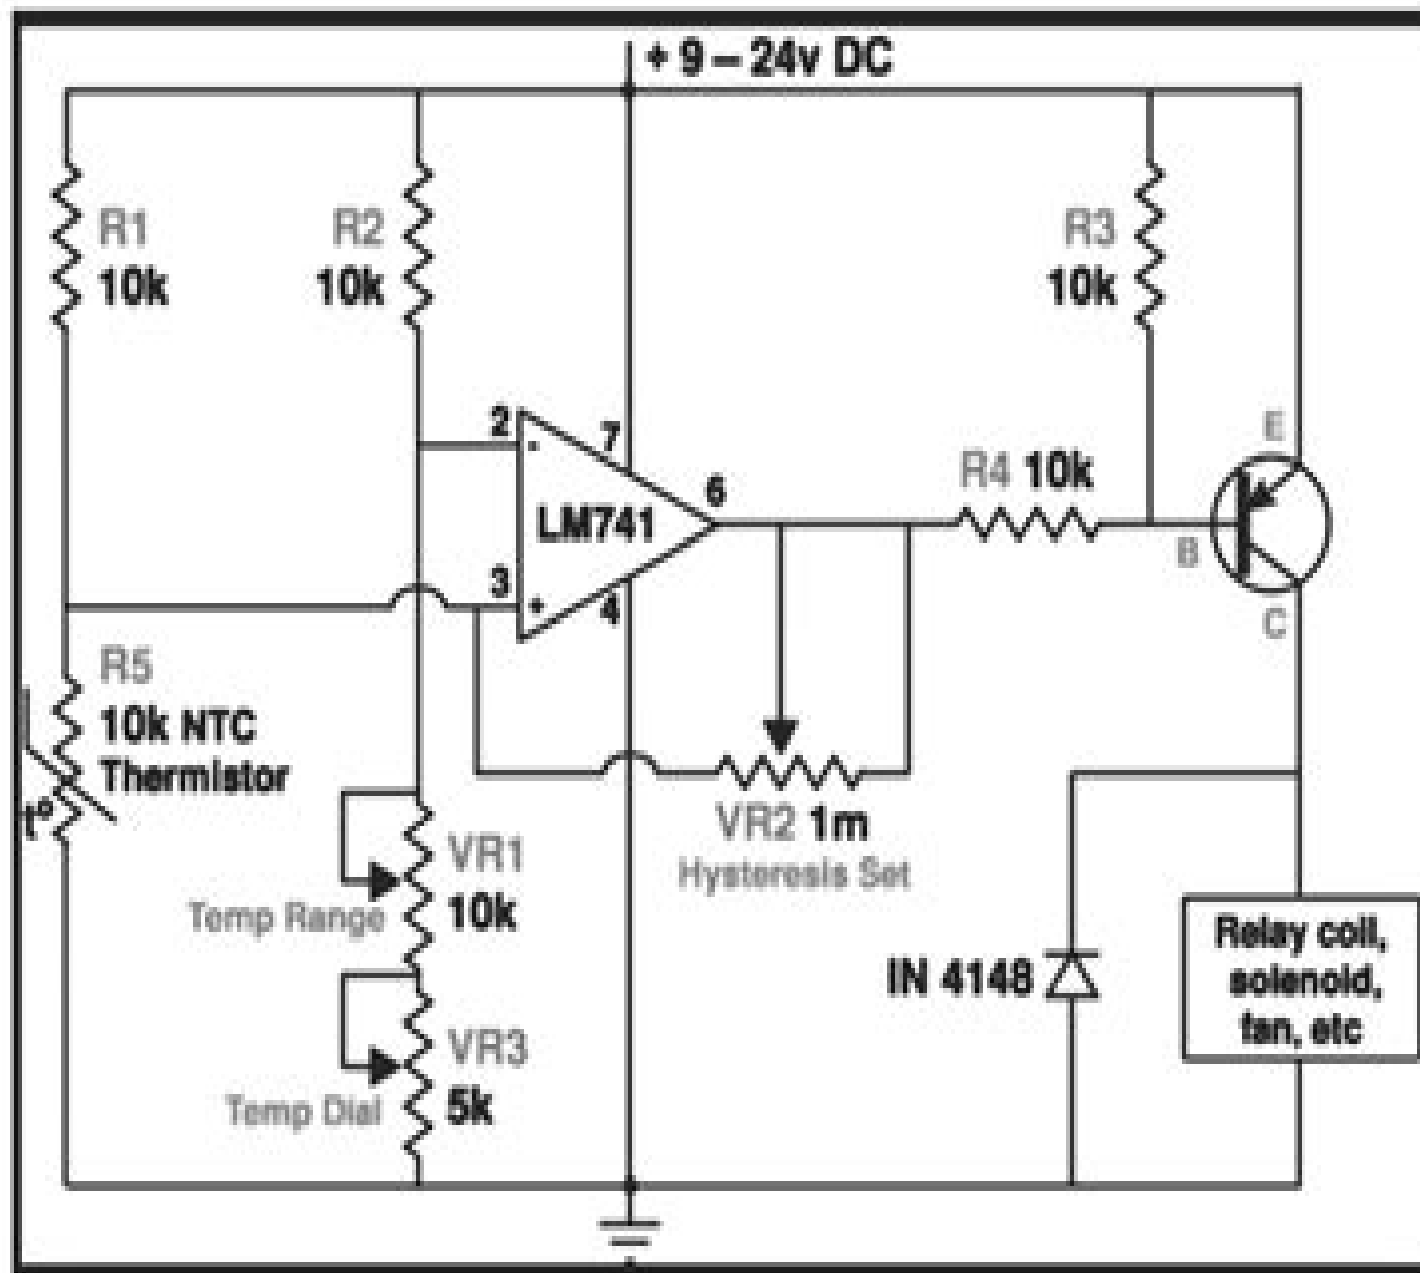 + 9 – 24v DC
R1
10k
R2
10k
R3
10k
2
-
7
LM741
6
3
+
4
R4 10k
E
B
C
R5
10k NTC
Thermistor
t°
VR1
10k
Temp Range
VR2 1m
Hysteresis Set
VR3
5k
Temp Dial
IN 4148
Relay coil,
solenoid,
fan, etc